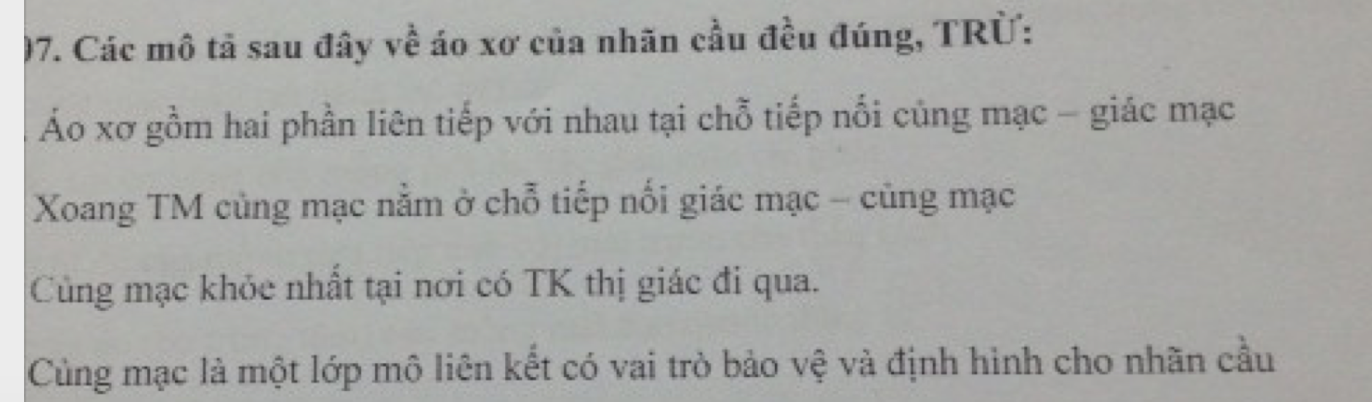 97. Các mô tả sau đây về áo xơ của nhãn cầu đều đúng, TRỪ:
Áo xơ gồm hai phần liên tiếp với nhau tại chỗ tiếp nối củng mạc – giác mạc
Xoang TM củng mạc nằm ở chỗ tiếp nối giác mạc – củng mạc
Củng mạc khỏe nhất tại nơi có TK thị giác đi qua.
Củng mạc là một lớp mô liên kết có vai trò bảo vệ và định hình cho nhãn cầu